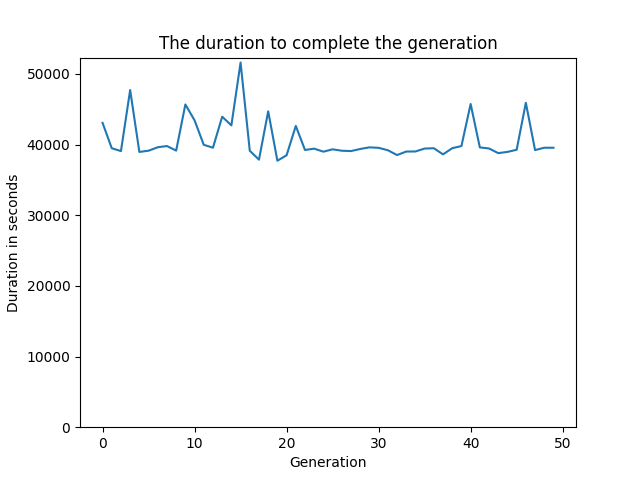 The duration to complete the generation
50000
40000
30000
20000
10000
0
Duration in seconds
0 10 20 30 40 50
Generation